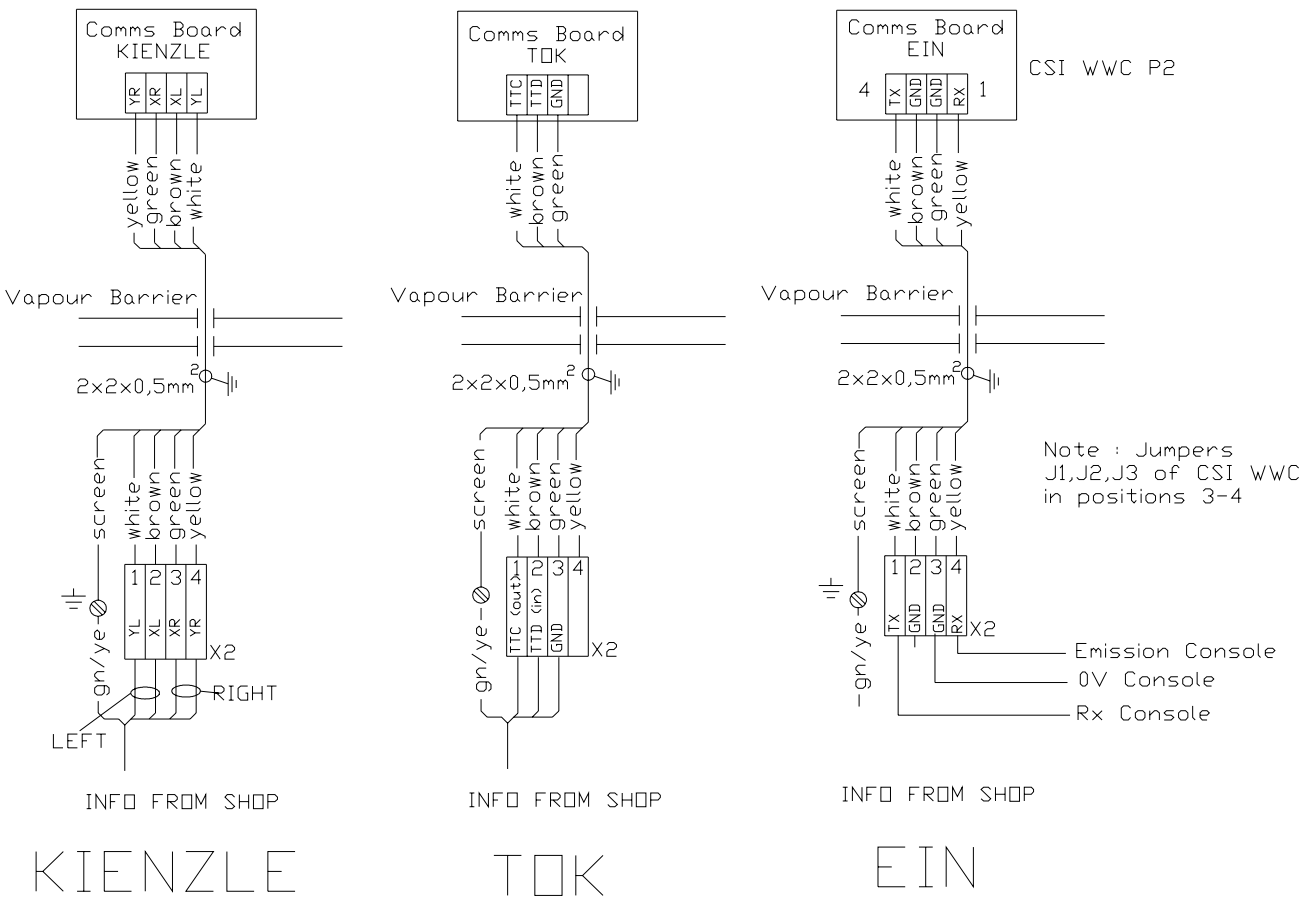 Comms Board
KIENZLE
YR XR XL YL
yellow green brown white
Vapour Barrier
2x2x0,5mm²
screen white brown green yellow
1 2 3 4
YL XL XR YR
X2
gn/ye
RIGHT
LEFT
INFO FROM SHOP
KIENZLE
Comms Board
TOK
TTC TTD GND
white brown green
Vapour Barrier
2x2x0,5mm²
screen white brown green yellow
1 2 3 4
TTC (out) TTD (in) GND
X2
gn/ye
INFO FROM SHOP
TOK
Comms Board
EIN
4 TX GND GND RX 1
CSI WWC P2
white brown green yellow
Vapour Barrier
2x2x0,5mm²
screen white brown green yellow
Note : Jumpers
J1,J2,J3 of CSI WWC
in positions 3-4
1 2 3 4
TX GND GND RX
X2
gn/ye
Emission Console
0V Console
Rx Console
INFO FROM SHOP
EIN